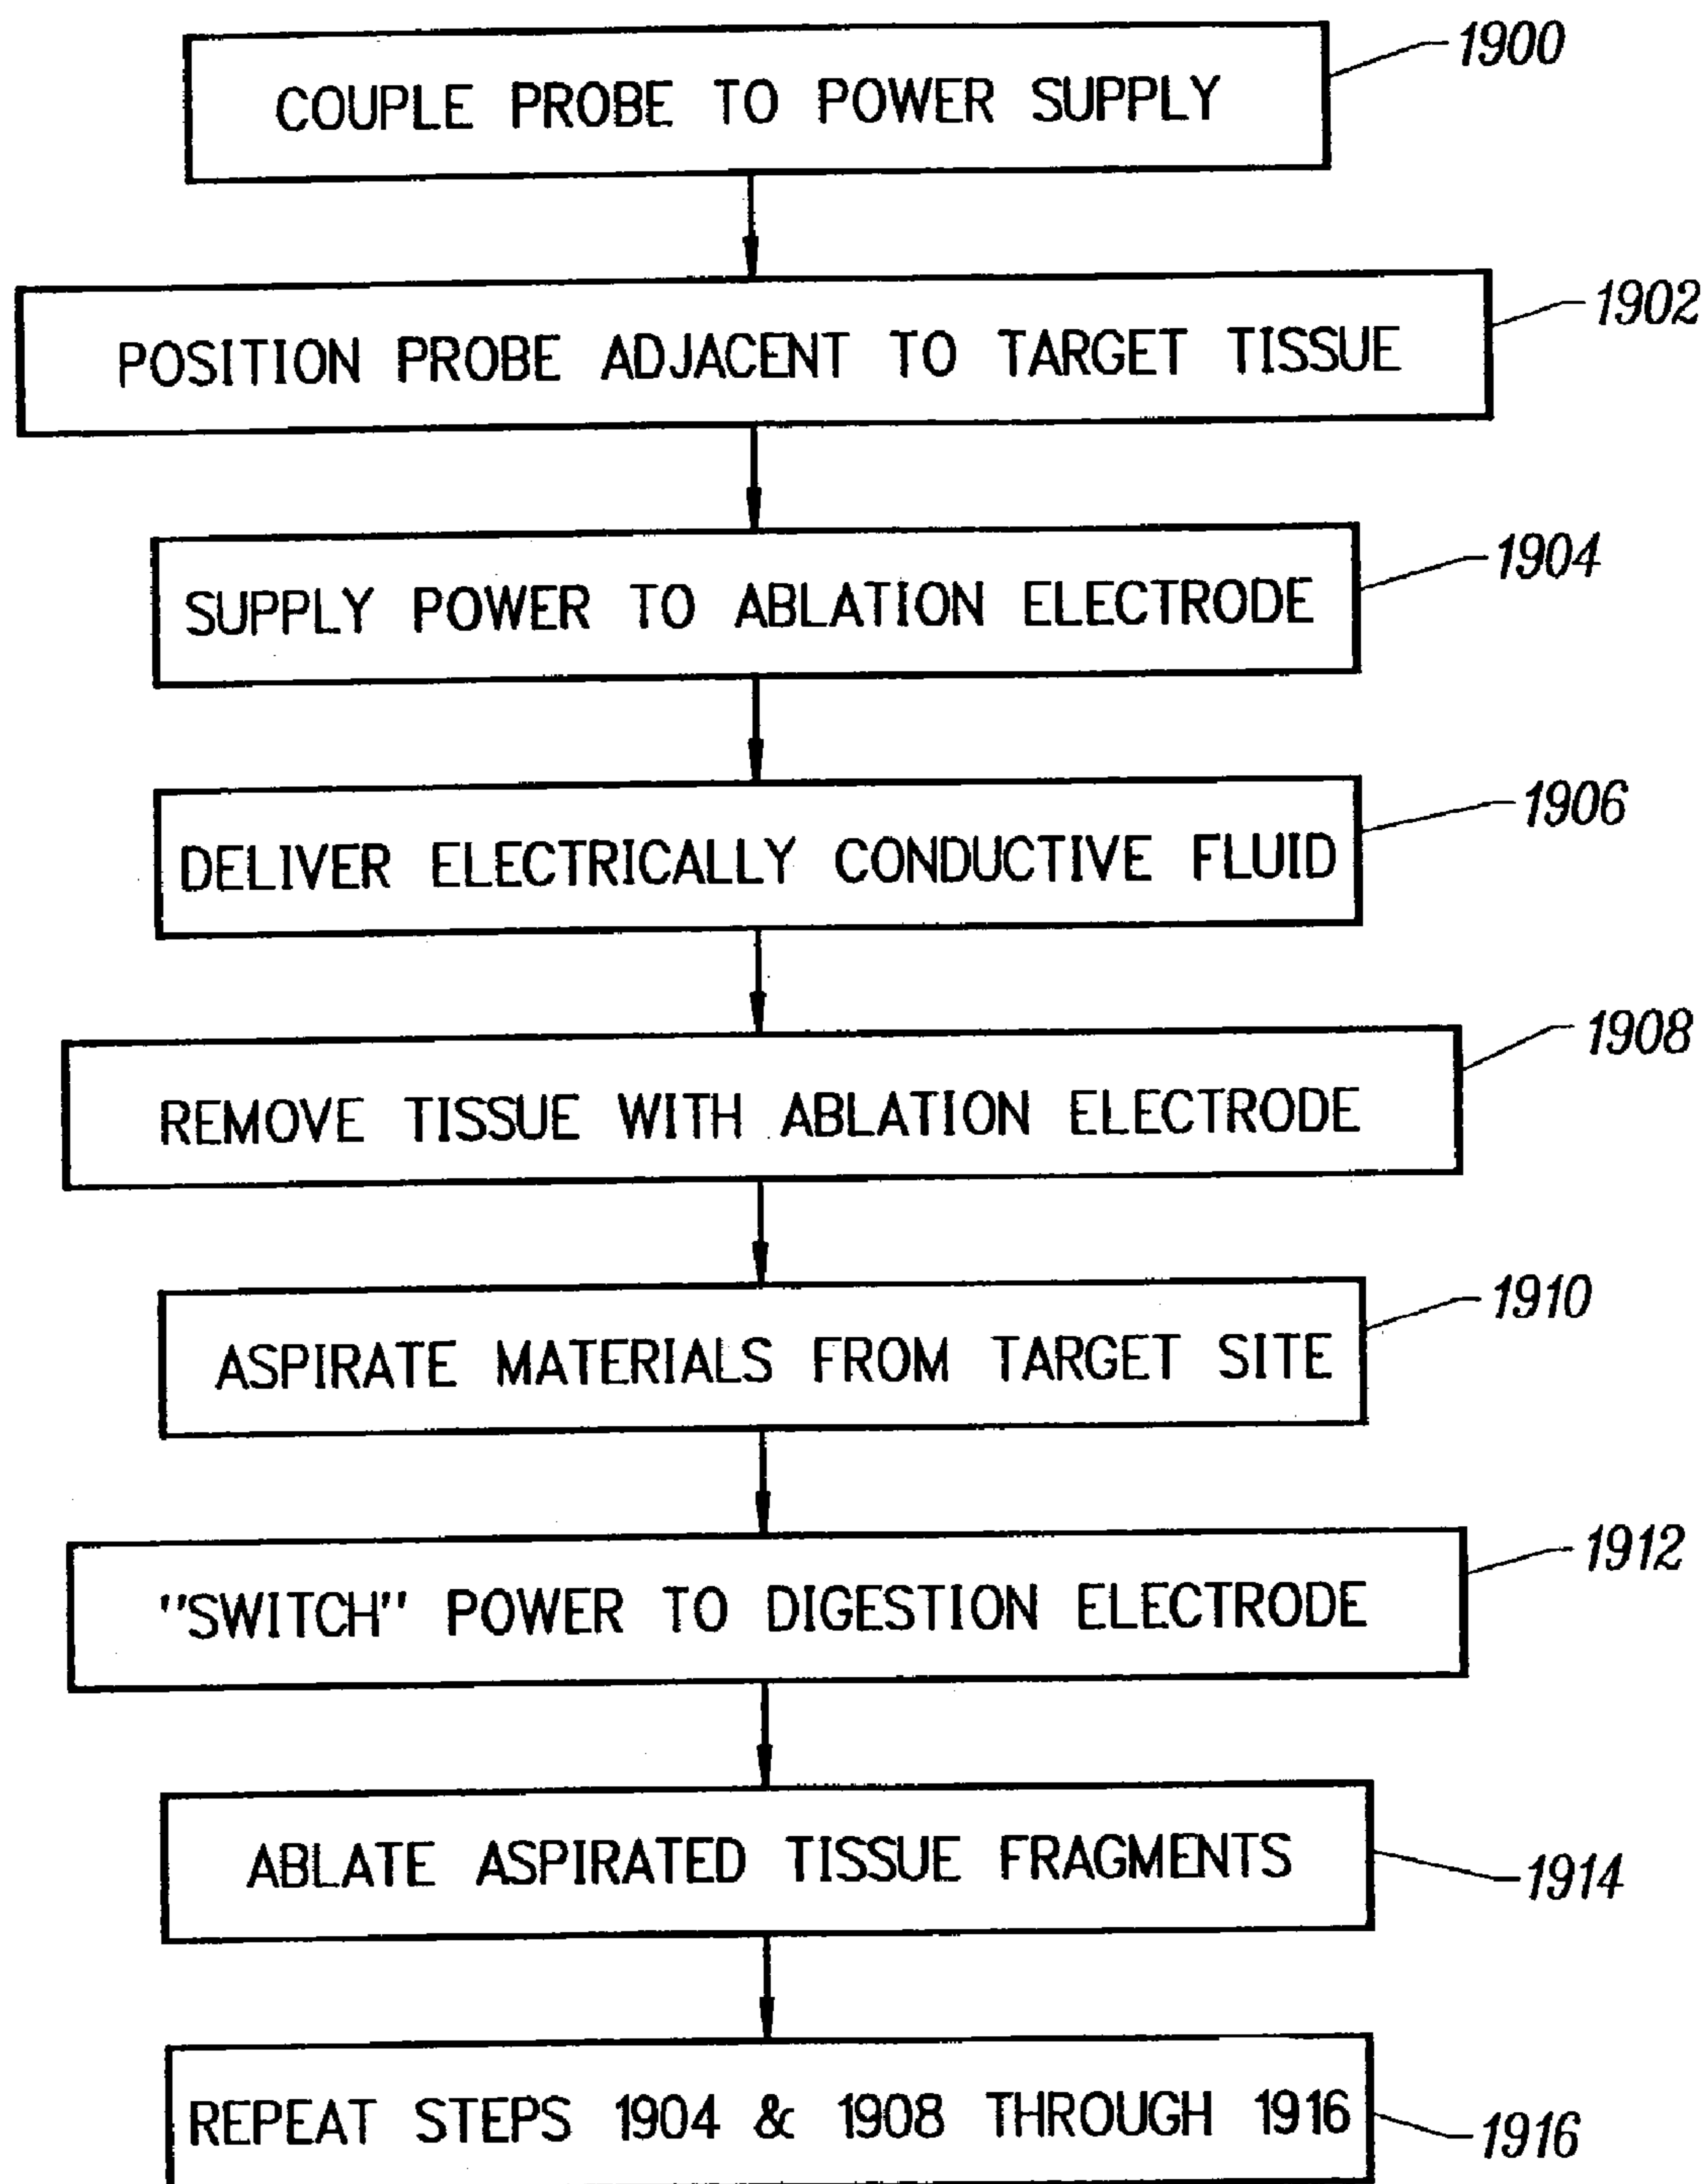 COUPLE PROBE TO POWER SUPPLY
1900
POSITION PROBE ADJACENT TO TARGET TISSUE
1902
SUPPLY POWER TO ABLATION ELECTRODE
1904
DELIVER ELECTRICALLY CONDUCTIVE FLUID
1906
REMOVE TISSUE WITH ABLATION ELECTRODE
1908
ASPIRATE MATERIALS FROM TARGET SITE
1910
"SWITCH" POWER TO DIGESTION ELECTRODE
1912
ABLATE ASPIRATED TISSUE FRAGMENTS
1914
REPEAT STEPS 1904 & 1908 THROUGH 1916
1916